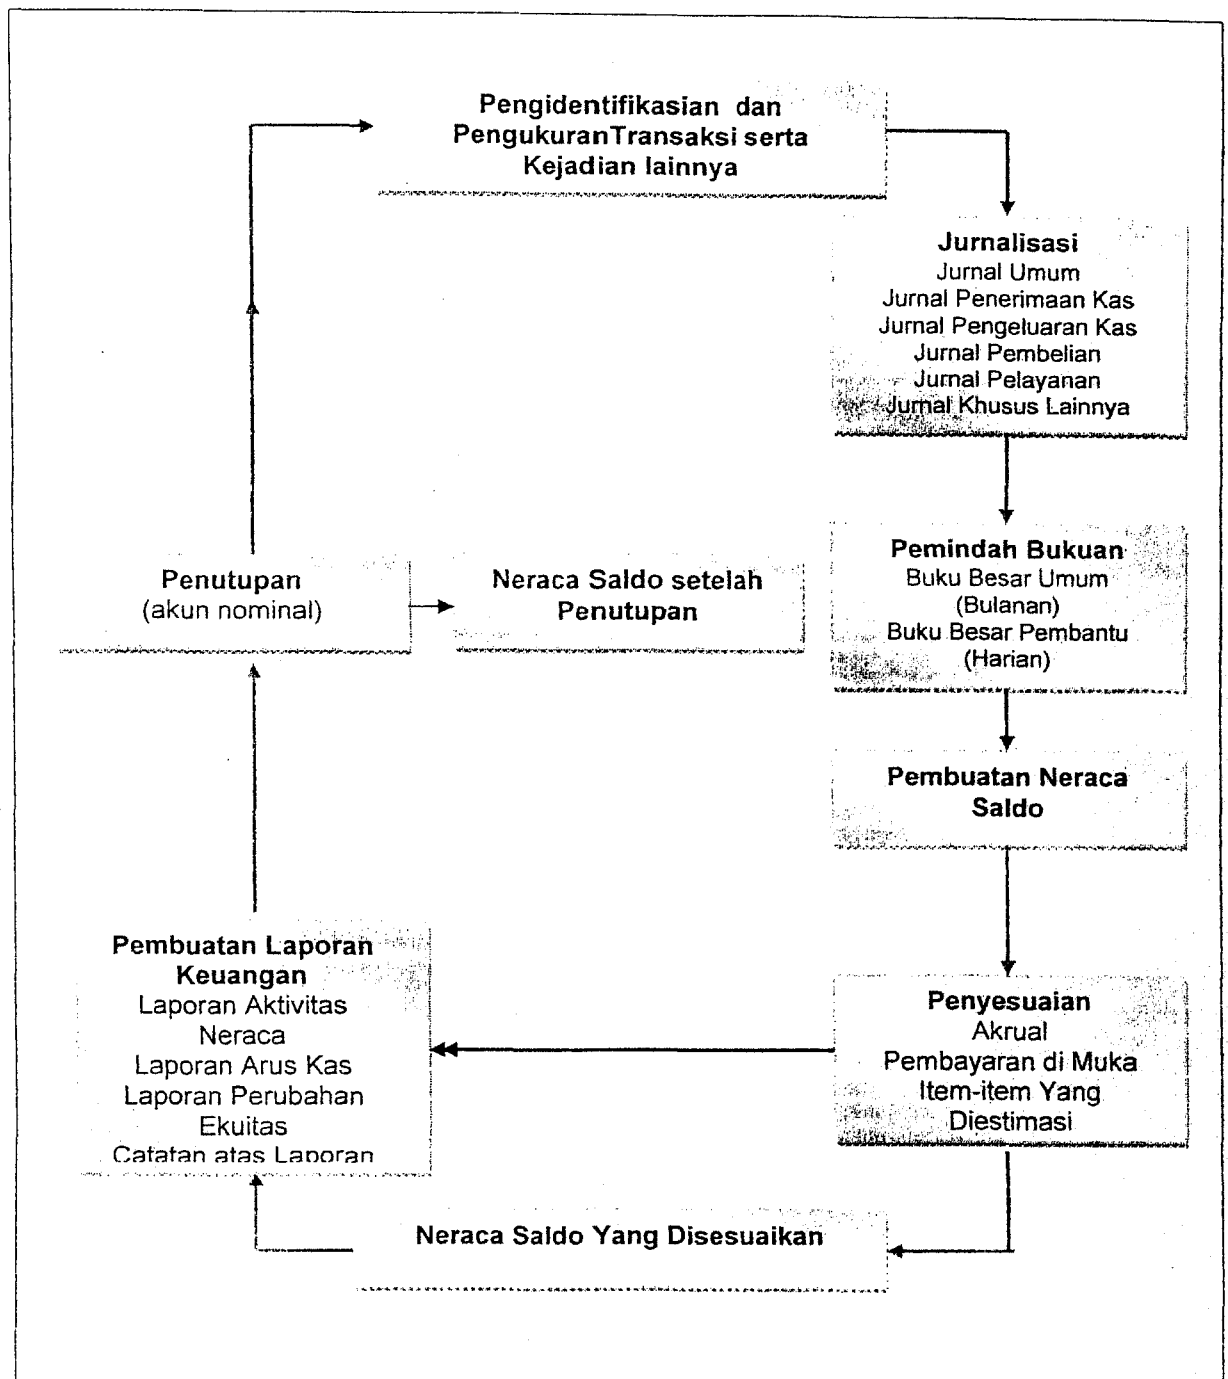 Pengidentifikasian dan
PengukuranTransaksi serta
Kejadian lainnya
Jurnalisasi
Jurnal Umum
Jurnal Penerimaan Kas
Jurnal Pengeluaran Kas
Jurnal Pembelian
Jurnal Pelayanan
Jurnal Khusus Lainnya
Pemindah Bukuan
Buku Besar Umum
(Bulanan)
Buku Besar Pembantu
(Harian)
Penutupan
(akun nominal)
Neraca Saldo setelah
Penutupan
Pembuatan Neraca
Saldo
Pembuatan Laporan
Keuangan
Laporan Aktivitas
Neraca
Laporan Arus Kas
Laporan Perubahan
Ekuitas
Catatan atas Laporan
Penyesuaian
Akrual
Pembayaran di Muka
Item-item Yang
Diestimasi
Neraca Saldo Yang Disesuaikan